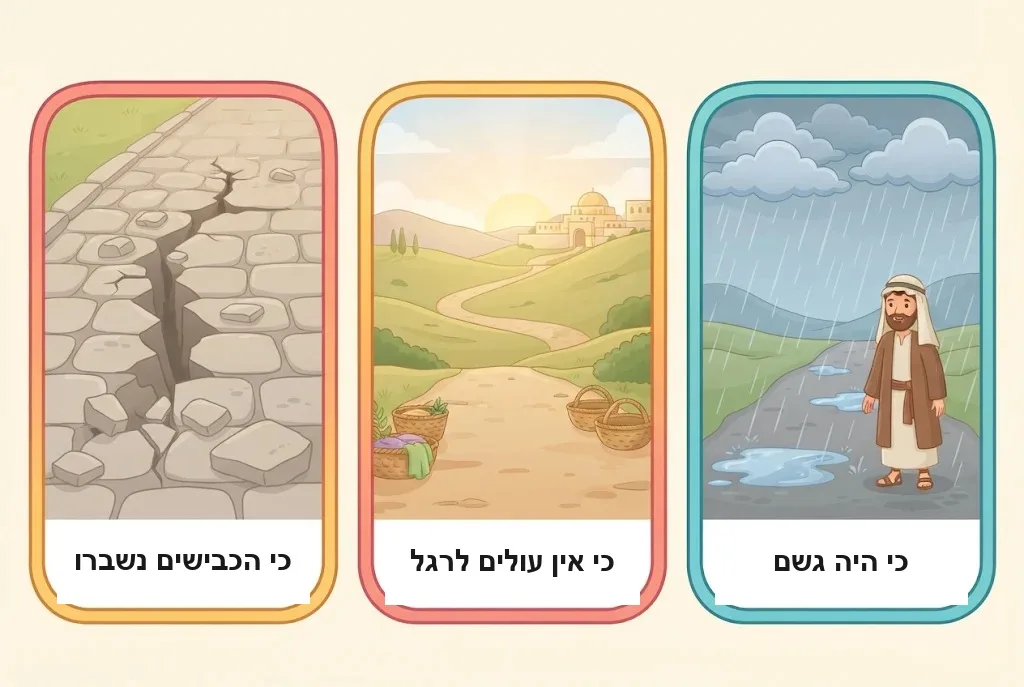 כי היה גשם
כי אין עולים לרגל
כי הכבישים נשברו